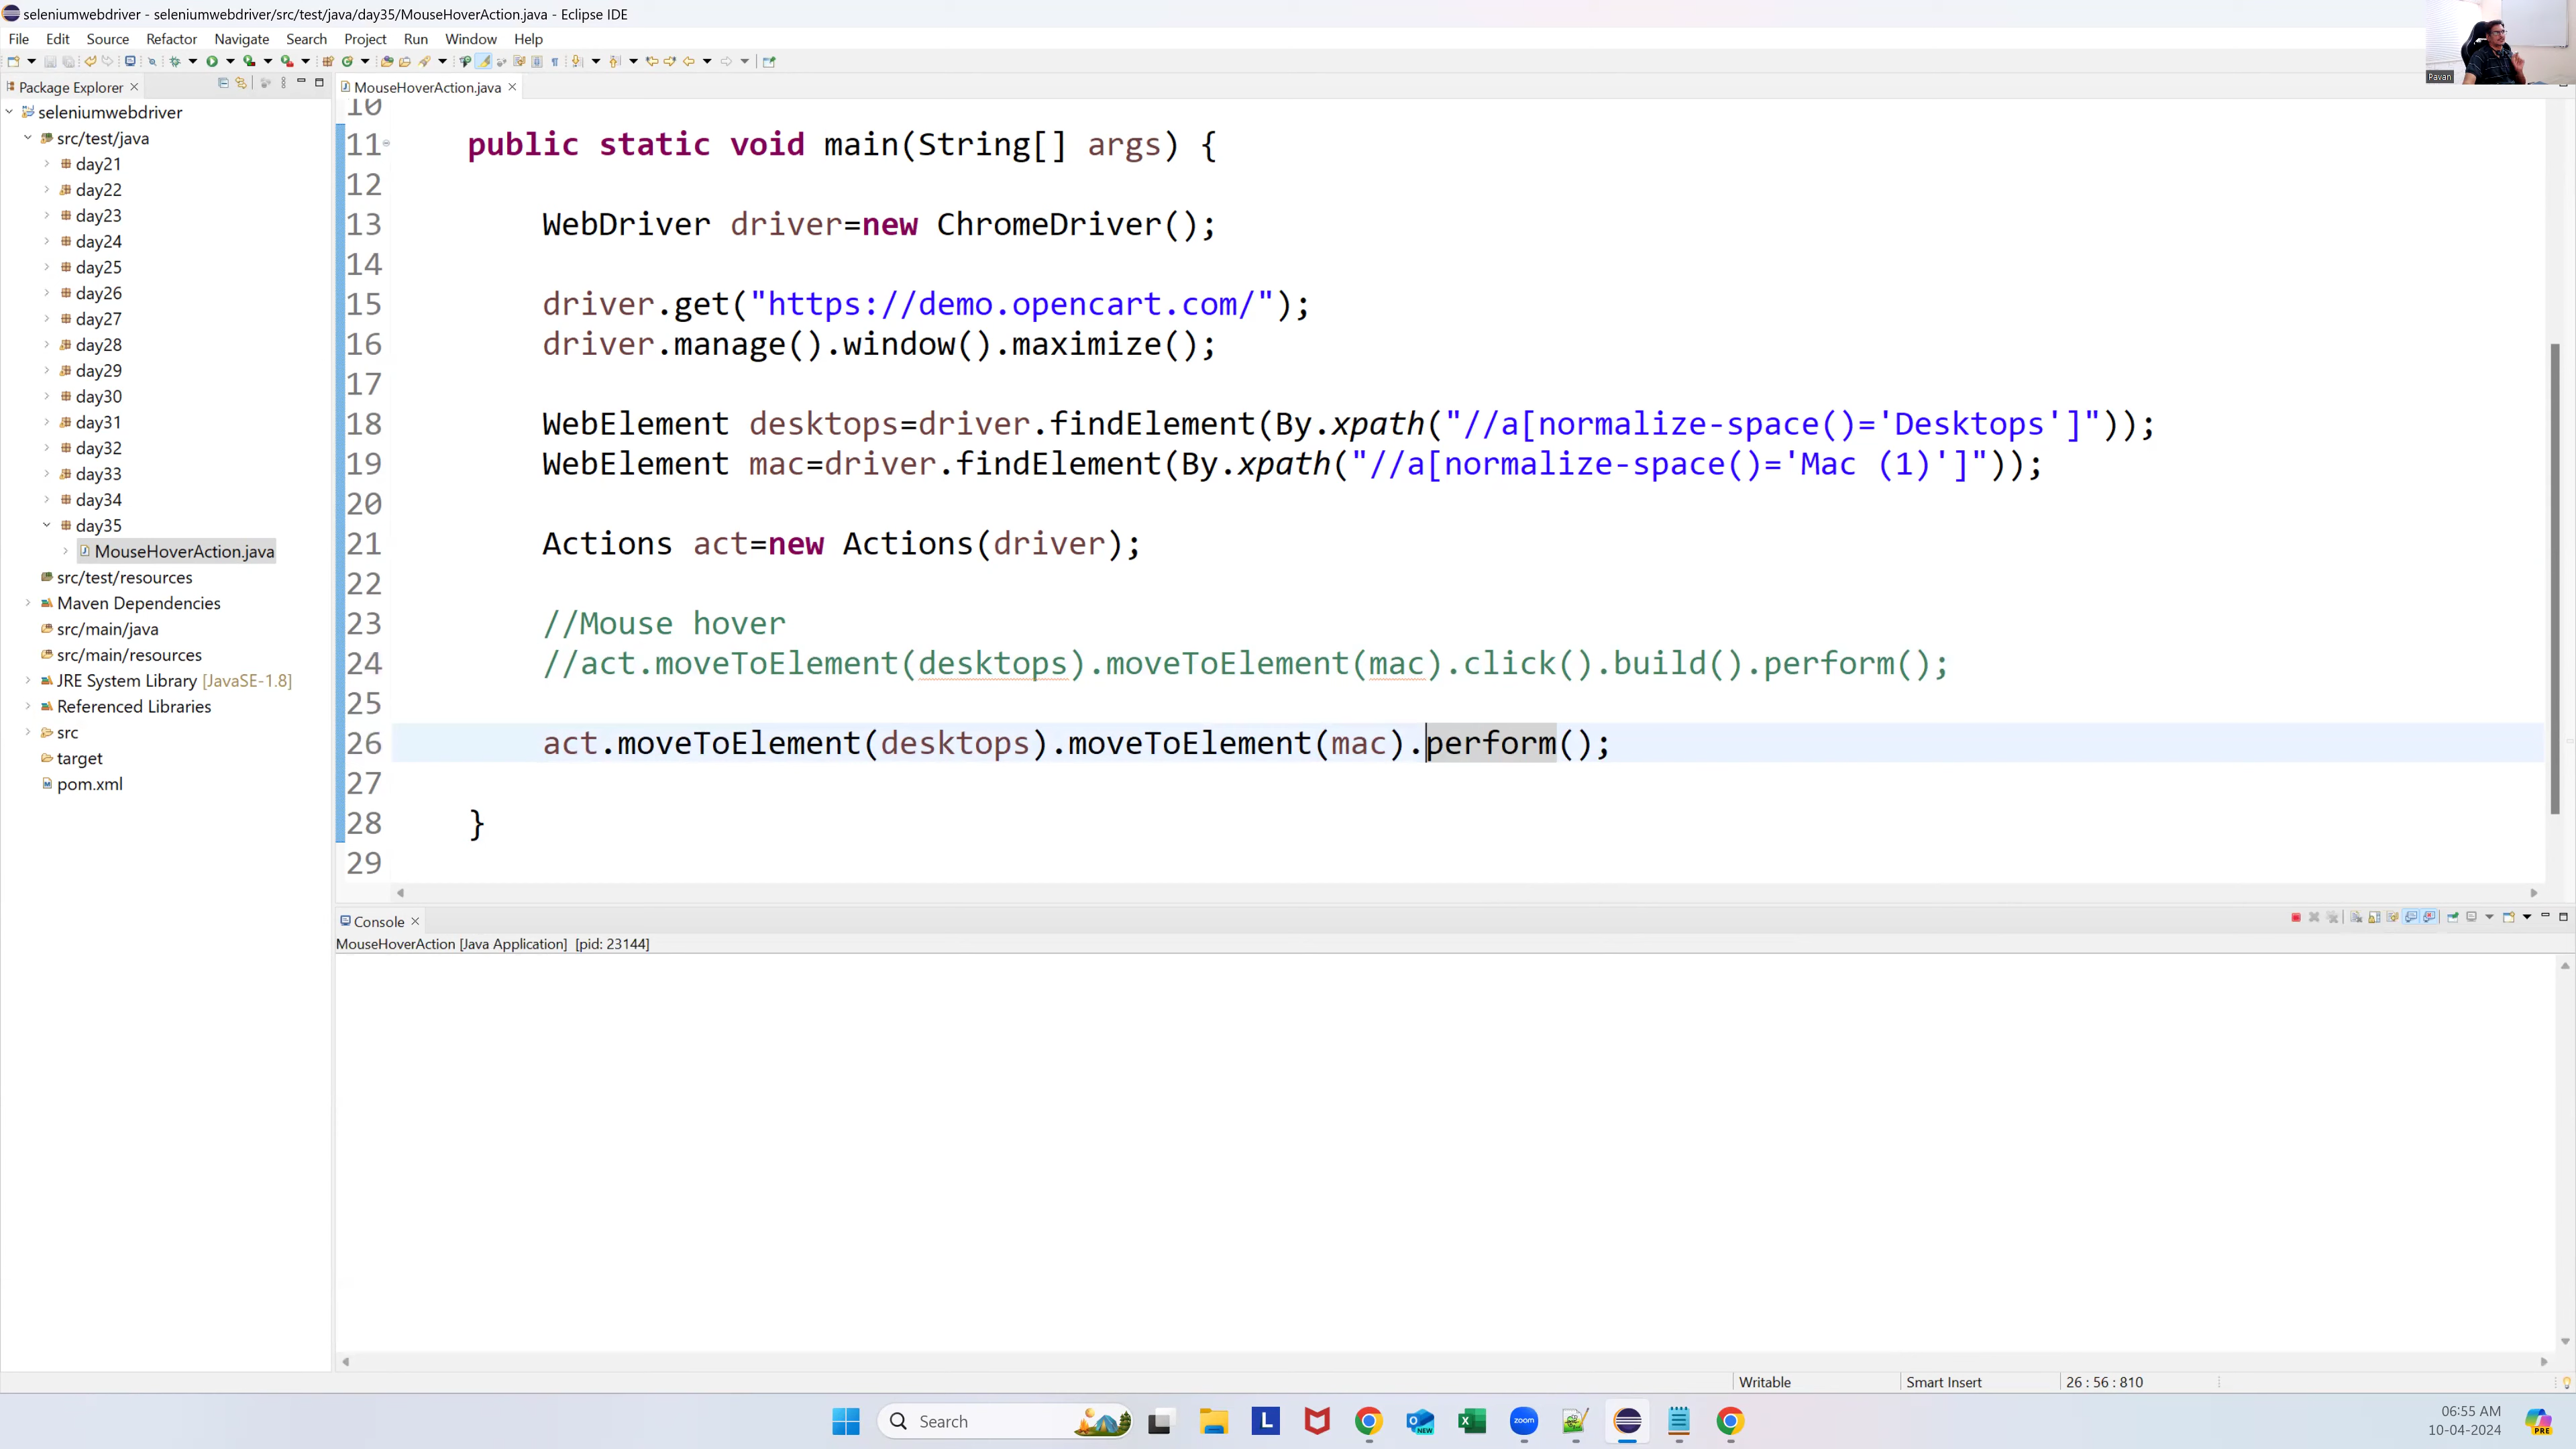 seleniumwebdriver - seleniumwebdriver/src/test/java/day35/MouseHoverAction.java - Eclipse IDE
File Edit Source Refactor Navigate Search Project Run Window Help
Pavan
Package Explorer
seleniumwebdriver
src/test/java
day21
day22
day23
day24
day25
day26
day27
day28
day29
day30
day31
day32
day33
day34
day35
MouseHoverAction.java
src/test/resources
Maven Dependencies
src/main/java
src/main/resources
JRE System Library [JavaSE-1.8]
Referenced Libraries
src
target
pom.xml
MouseHoverAction.java
10
11 public static void main(String[] args) {
12
13 WebDriver driver=new ChromeDriver();
14
15 driver.get("https://demo.opencart.com/");
16 driver.manage().window().maximize();
17
18 WebElement desktops=driver.findElement(By.xpath("//a[normalize-space()='Desktops']"));
19 WebElement mac=driver.findElement(By.xpath("//a[normalize-space()='Mac (1)']"));
20
21 Actions act=new Actions(driver);
22
23 //Mouse hover
24 //act.moveToElement(desktops).moveToElement(mac).click().build().perform();
25
26 act.moveToElement(desktops).moveToElement(mac).perform();
27
28 }
29
Console
MouseHoverAction [Java Application] [pid: 23144]
Writable Smart Insert 26 : 56 : 810
Search
L
NEW
zoom
06:55 AM
10-04-2024
PRE